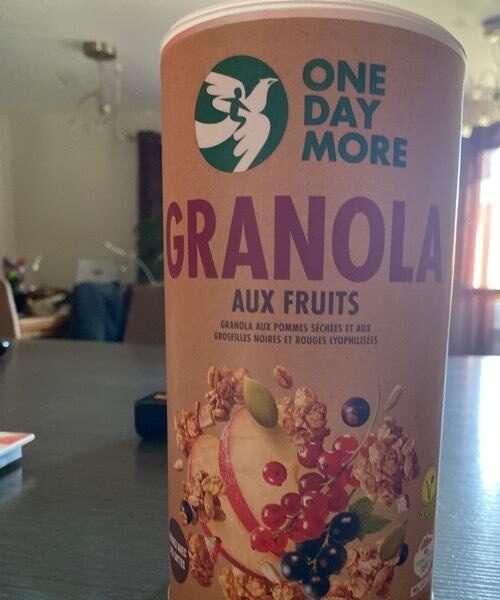 ONE
DAY
MORE
GRANOLA
AUX FRUITS
GRANOLA AUX POMMES SÉCHÉES ET AUX
GROSEILLES NOIRES ET ROUGES LYOPHILISÉES